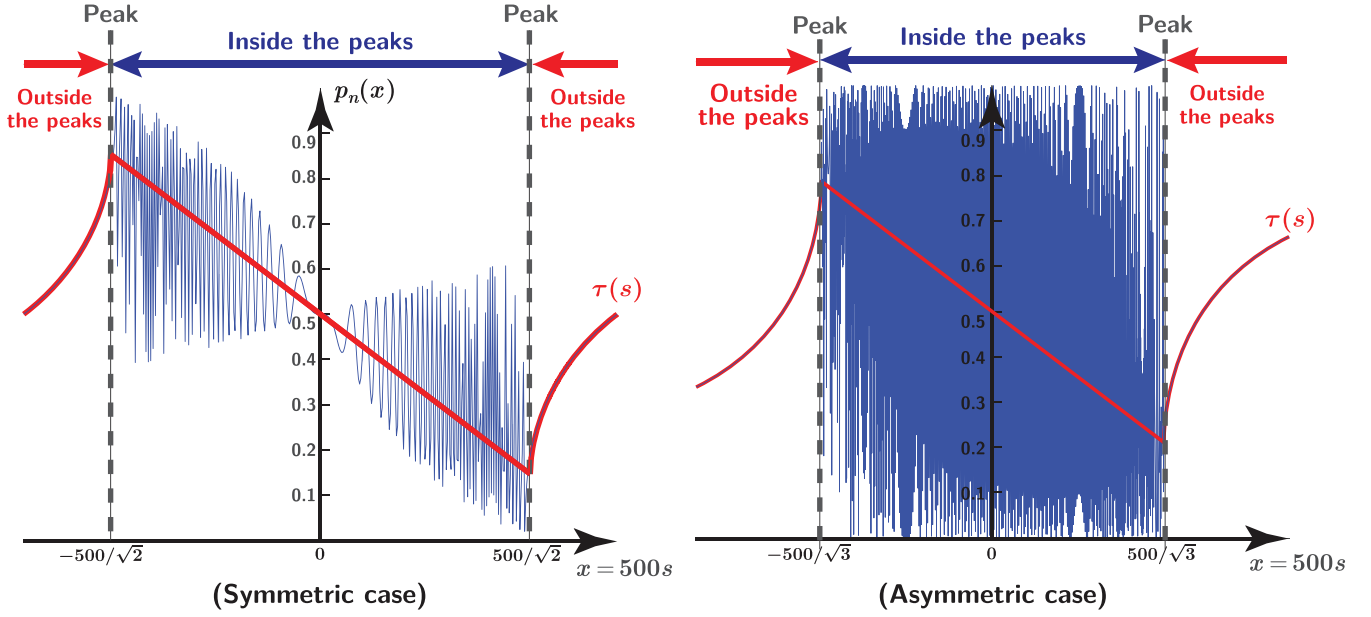 Peak
Peak
Inside the peaks
Outside
the peaks
Outside
the peaks
p_n(x)
0.9
0.8
0.7
0.6
0.5
0.4
0.3
0.2
0.1
τ(s)
−500/√2
0
500/√2
x = 500s
(Symmetric case)
Peak
Peak
Inside the peaks
Outside
the peaks
Outside
the peaks
0.9
0.8
0.7
0.6
0.5
0.4
0.3
0.2
0.1
τ(s)
−500/√3
0
500/√3
x = 500s
(Asymmetric case)